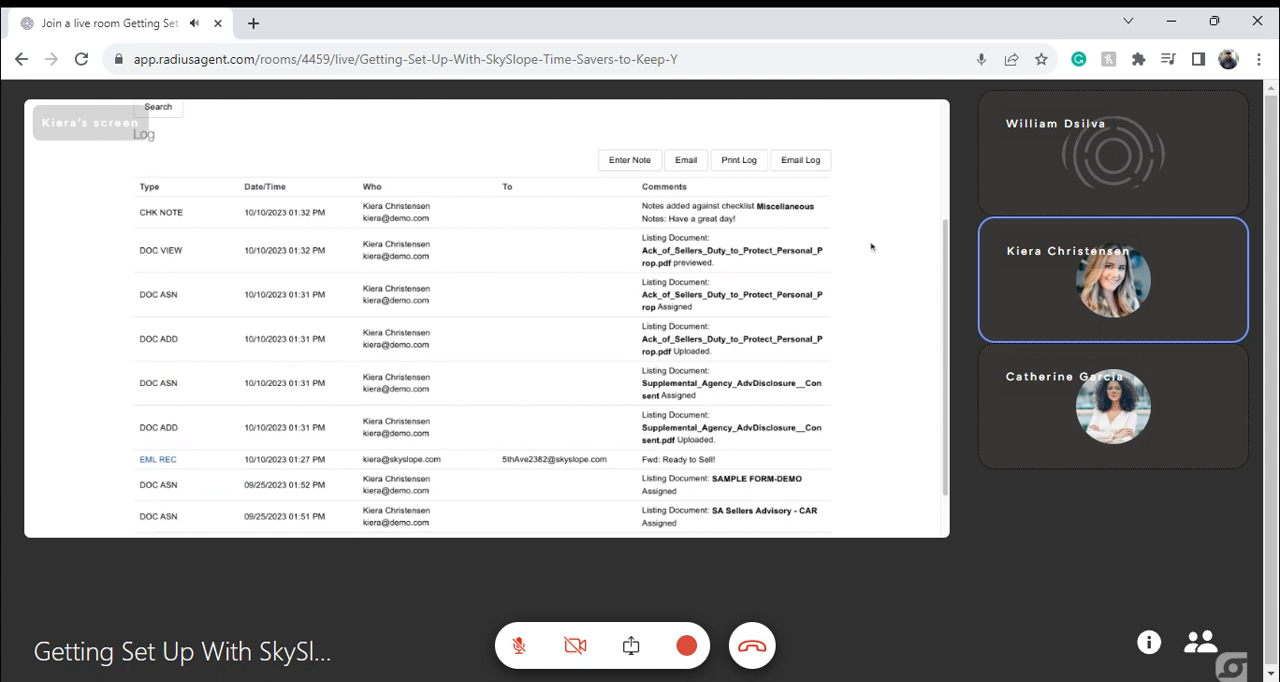 Join a live room Getting Set
app.radiusagent.com/rooms/4459/live/Getting-Set-Up-With-SkySlope-Time-Savers-to-Keep-Y
Kiera's screen
Search
Log
Enter Note Email Print Log Email Log
Type Date/Time Who To Comments
CHK NOTE 10/10/2023 01:32 PM Kiera Christensen Notes added against checklist Miscellaneous
kiera@demo.com Notes: Have a great day!
DOC VIEW 10/10/2023 01:32 PM Kiera Christensen Listing Document:
kiera@demo.com Ack_of_Sellers_Duty_to_Protect_Personal_P
rop.pdf previewed.
DOC ASN 10/10/2023 01:31 PM Kiera Christensen Listing Document:
kiera@demo.com Ack_of_Sellers_Duty_to_Protect_Personal_P
rop Assigned
DOC ADD 10/10/2023 01:31 PM Kiera Christensen Listing Document:
kiera@demo.com Ack_of_Sellers_Duty_to_Protect_Personal_P
rop.pdf Uploaded.
DOC ASN 10/10/2023 01:31 PM Kiera Christensen Listing Document:
kiera@demo.com Supplemental_Agency_AdvDisclosure__Con
sent Assigned
DOC ADD 10/10/2023 01:31 PM Kiera Christensen Listing Document:
kiera@demo.com Supplemental_Agency_AdvDisclosure__Con
sent.pdf Uploaded.
EML REC 10/10/2023 01:27 PM kiera@skyslope.com 5thAve2382@skyslope.com Fwd: Ready to Sell!
DOC ASN 09/25/2023 01:52 PM Kiera Christensen Listing Document: SAMPLE FORM-DEMO
kiera@demo.com Assigned
DOC ASN 09/25/2023 01:51 PM Kiera Christensen Listing Document: SA Sellers Advisory - CAR
kiera@demo.com Assigned
William Dsilva
Kiera Christensen
Catherine Garcia
Getting Set Up With SkySl...